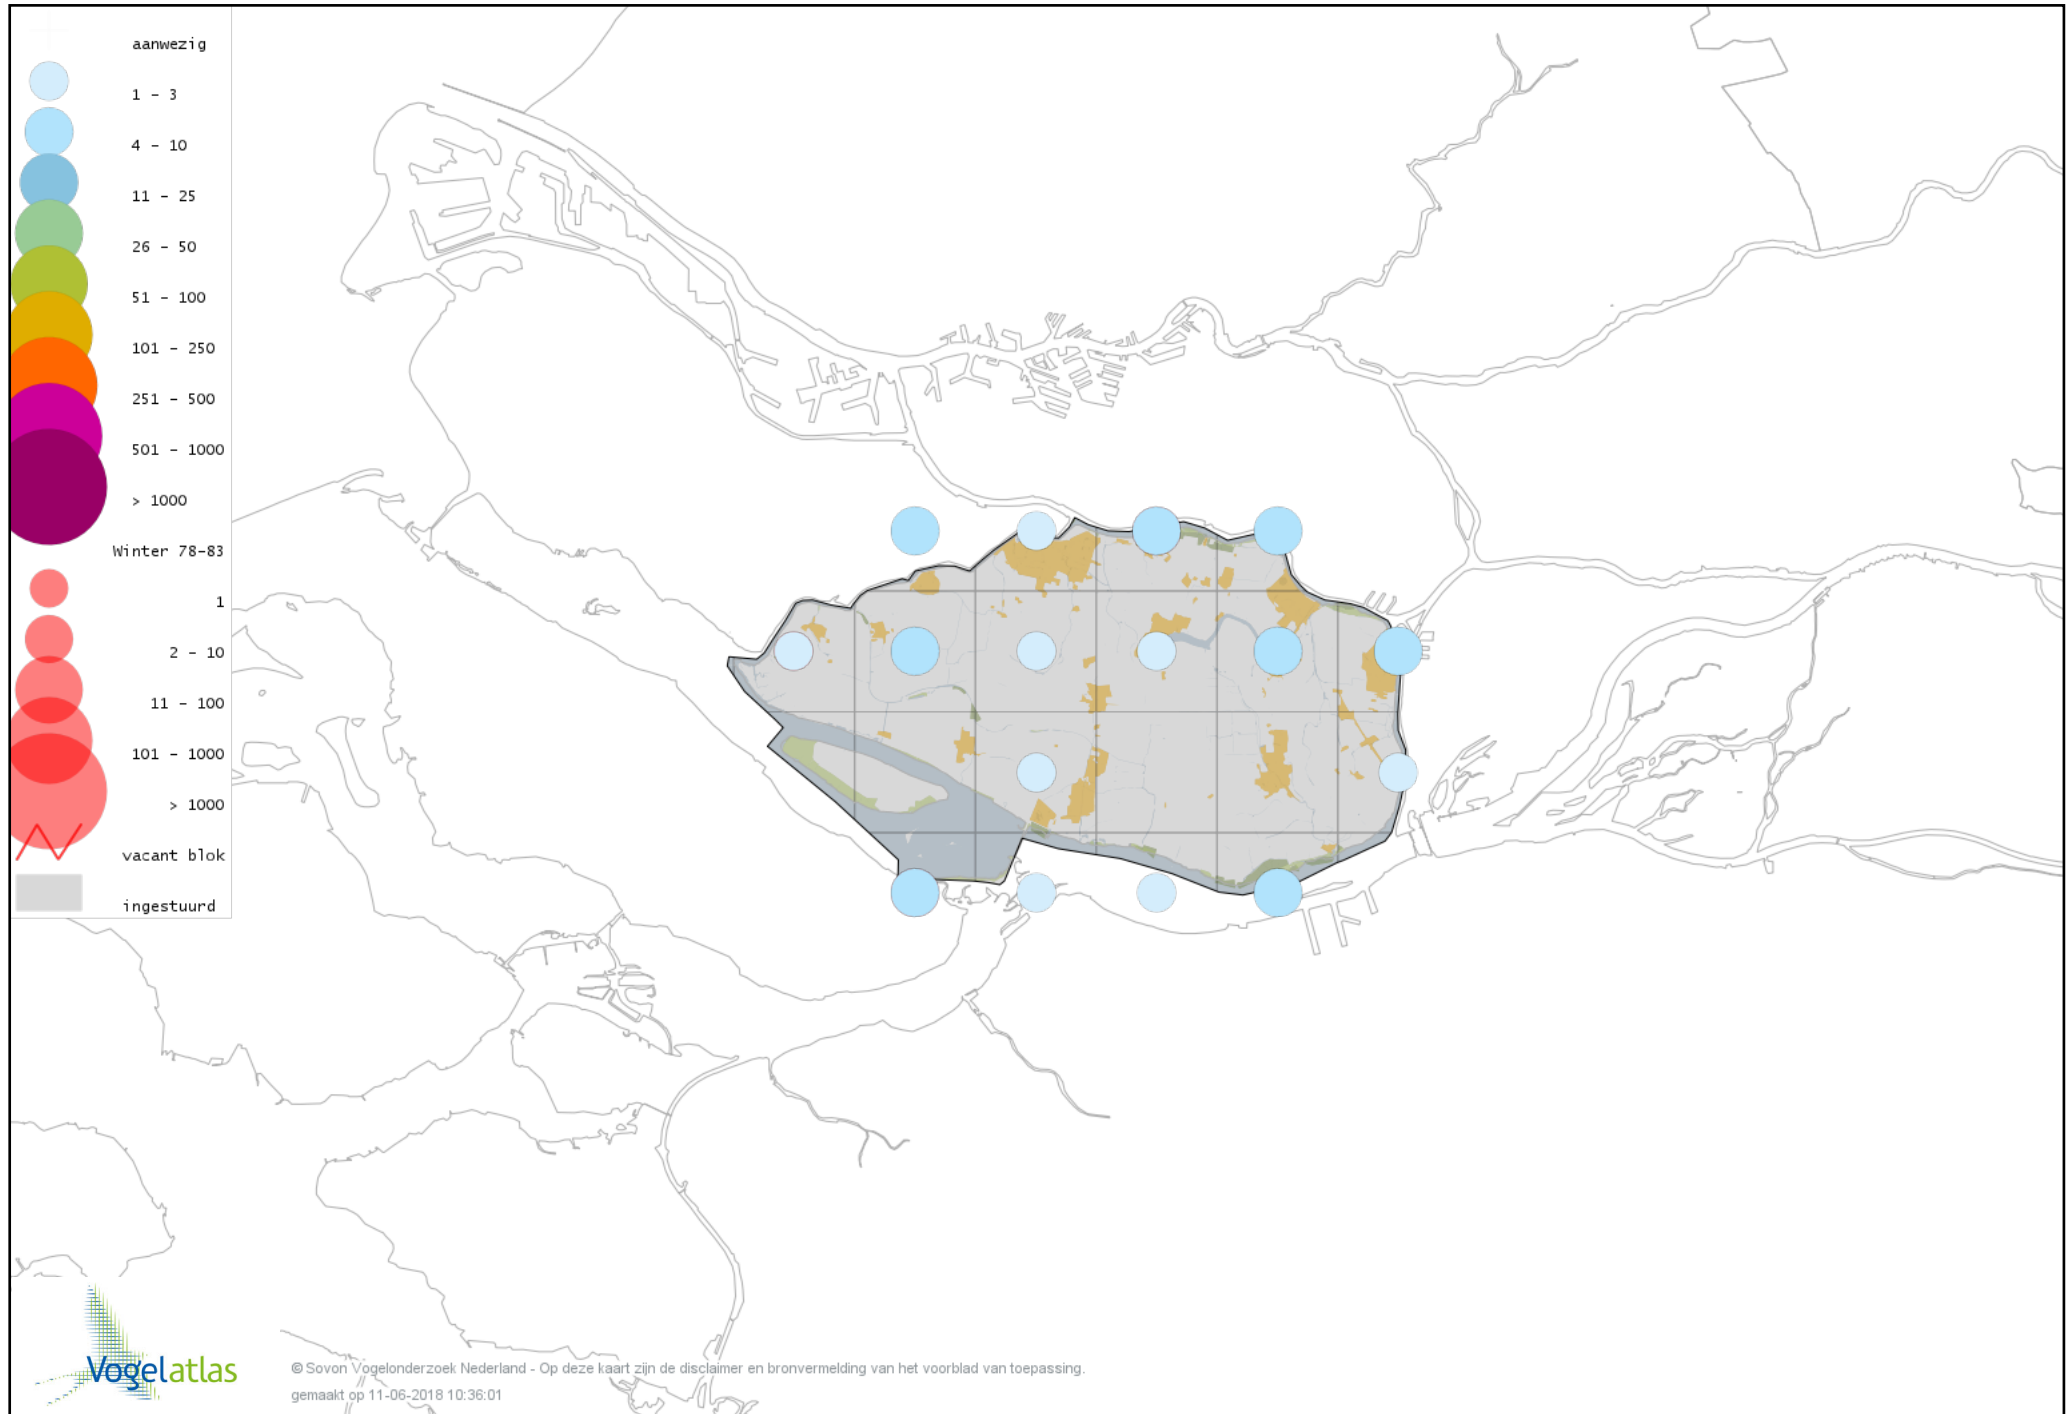 aanwezig
1 - 3
4 - 10
11 - 25
26 - 50
51 - 100
101 - 250
251 - 500
501 - 1000
> 1000
Winter 78-83
1
2 - 10
11 - 100
101 - 1000
> 1000
vacant blok
ingestuurd
Vogelatlas
© Sovon Vogelonderzoek Nederland - Op deze kaart zijn de disclaimer en bronvermelding van het voorblad van toepassing.
gemaakt op 11-06-2018 10:36:01